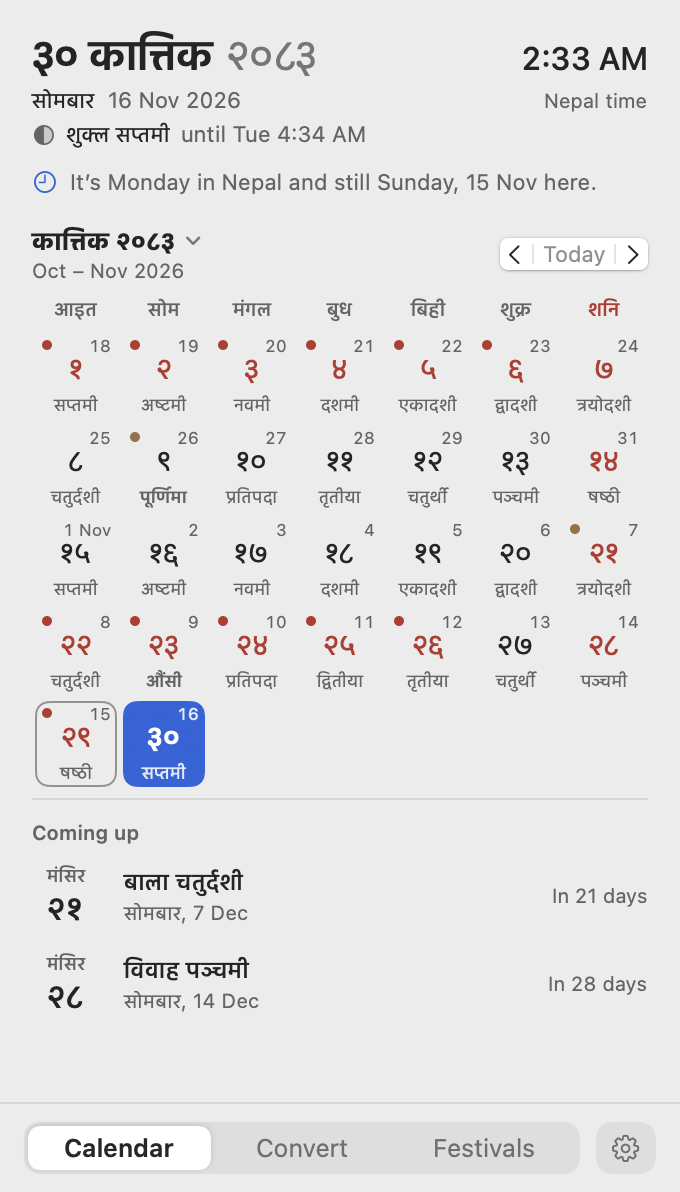 ३० कात्तिक २०८३
2:33 AM
सोमबार 16 Nov 2026
Nepal time
शुक्ल सप्तमी until Tue 4:34 AM
It’s Monday in Nepal and still Sunday, 15 Nov here.
कात्तिक २०८३
Oct – Nov 2026
Today
आइत सोम मंगल बुध बिही शुक्र शनि
18 19 20 21 22 23 24
१ २ ३ ४ ५ ६ ७
सप्तमी अष्टमी नवमी दशमी एकादशी द्वादशी त्रयोदशी
25 26 27 28 29 30 31
८ ९ १० ११ १२ १३ १४
चतुर्दशी पूर्णिमा प्रतिपदा तृतीया चतुर्थी पञ्चमी षष्ठी
1 Nov 2 3 4 5 6 7
१५ १६ १७ १८ १९ २० २१
सप्तमी अष्टमी नवमी दशमी एकादशी द्वादशी त्रयोदशी
8 9 10 11 12 13 14
२२ २३ २४ २५ २६ २७ २८
चतुर्दशी औंसी प्रतिपदा द्वितीया तृतीया चतुर्थी पञ्चमी
15 16
२९ ३०
षष्ठी सप्तमी
Coming up
मंसिर
२१
बाला चतुर्दशी
सोमबार, 7 Dec
In 21 days
मंसिर
२८
विवाह पञ्चमी
सोमबार, 14 Dec
In 28 days
Calendar Convert Festivals